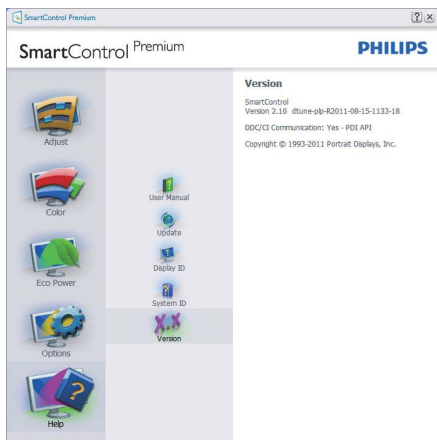 SmartControl Premium
SmartControl Premium
PHILIPS
Adjust
Color
Eco Power
Options
Help
User Manual
Update
Display ID
System ID
X.X
Version
Version
SmartControl
Version 2.10 dtune-plp-R2011-08-15-1133-18
DDC/CI Communication: Yes - PDI API
Copyright © 1993-2011 Portrait Displays, Inc.